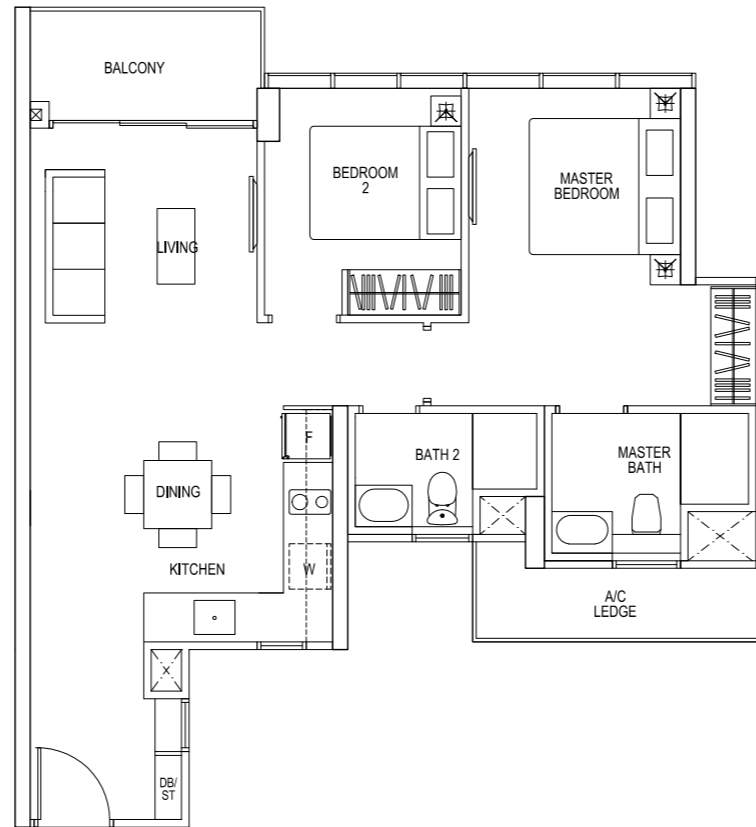 BALCONY
BEDROOM
2
MASTER
BEDROOM
LIVING
F
BATH 2
MASTER
BATH
DINING
KITCHEN
W
A/C
LEDGE
DB/
ST